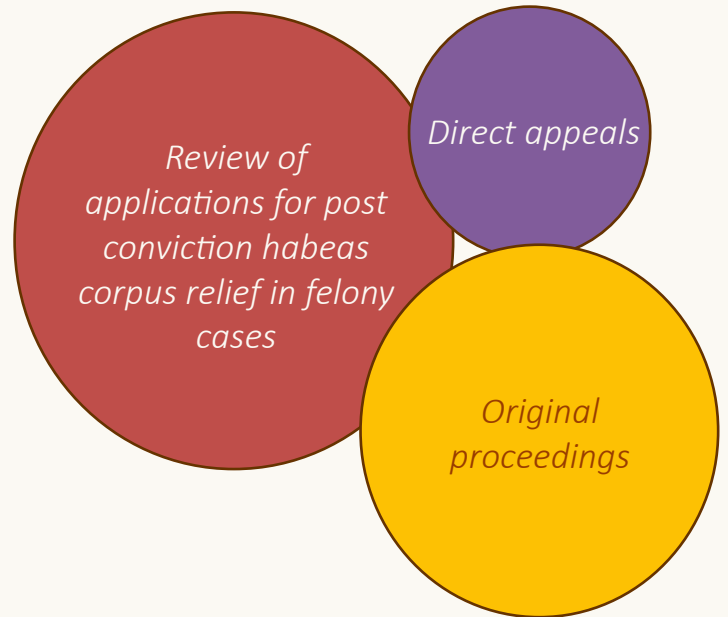 Review of
applications for post
conviction habeas
corpus relief in felony
cases
Direct appeals
Original
proceedings